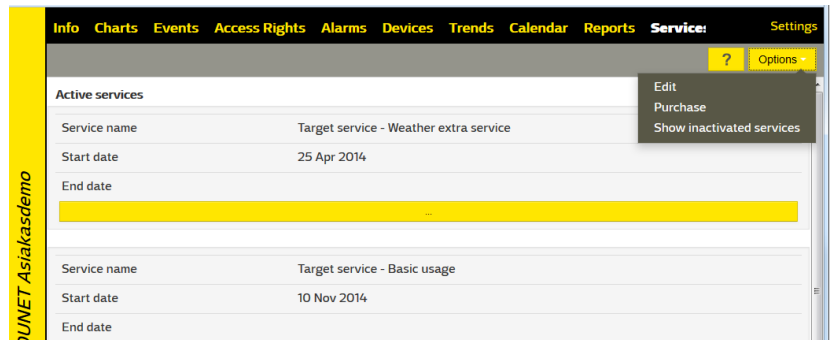 Info Charts Events Access Rights Alarms Devices Trends Calendar Reports Settings
? Options
Edit
Purchase
Show inactivated services
Active services
Service name Target service - Weather extra service
Start date 25 Apr 2014
End date
...
Service name Target service - Basic usage
Start date 10 Nov 2014
End date
Asiakasdemo